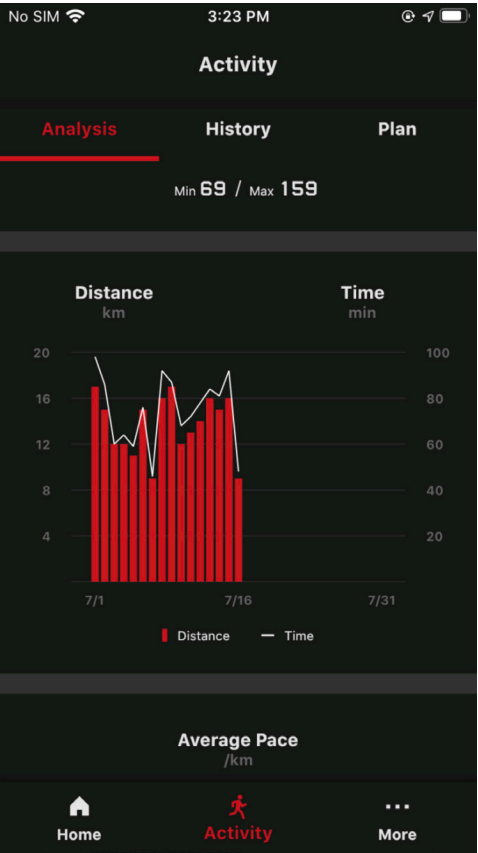 No SIM 3:23 PM
Activity
Analysis History Plan
Min 69 / Max 159
Distance Time
km min
20 100
16 80
12 60
8 40
4 20
7/1 7/16 7/31
Distance Time
Average Pace
/km
Home Activity More